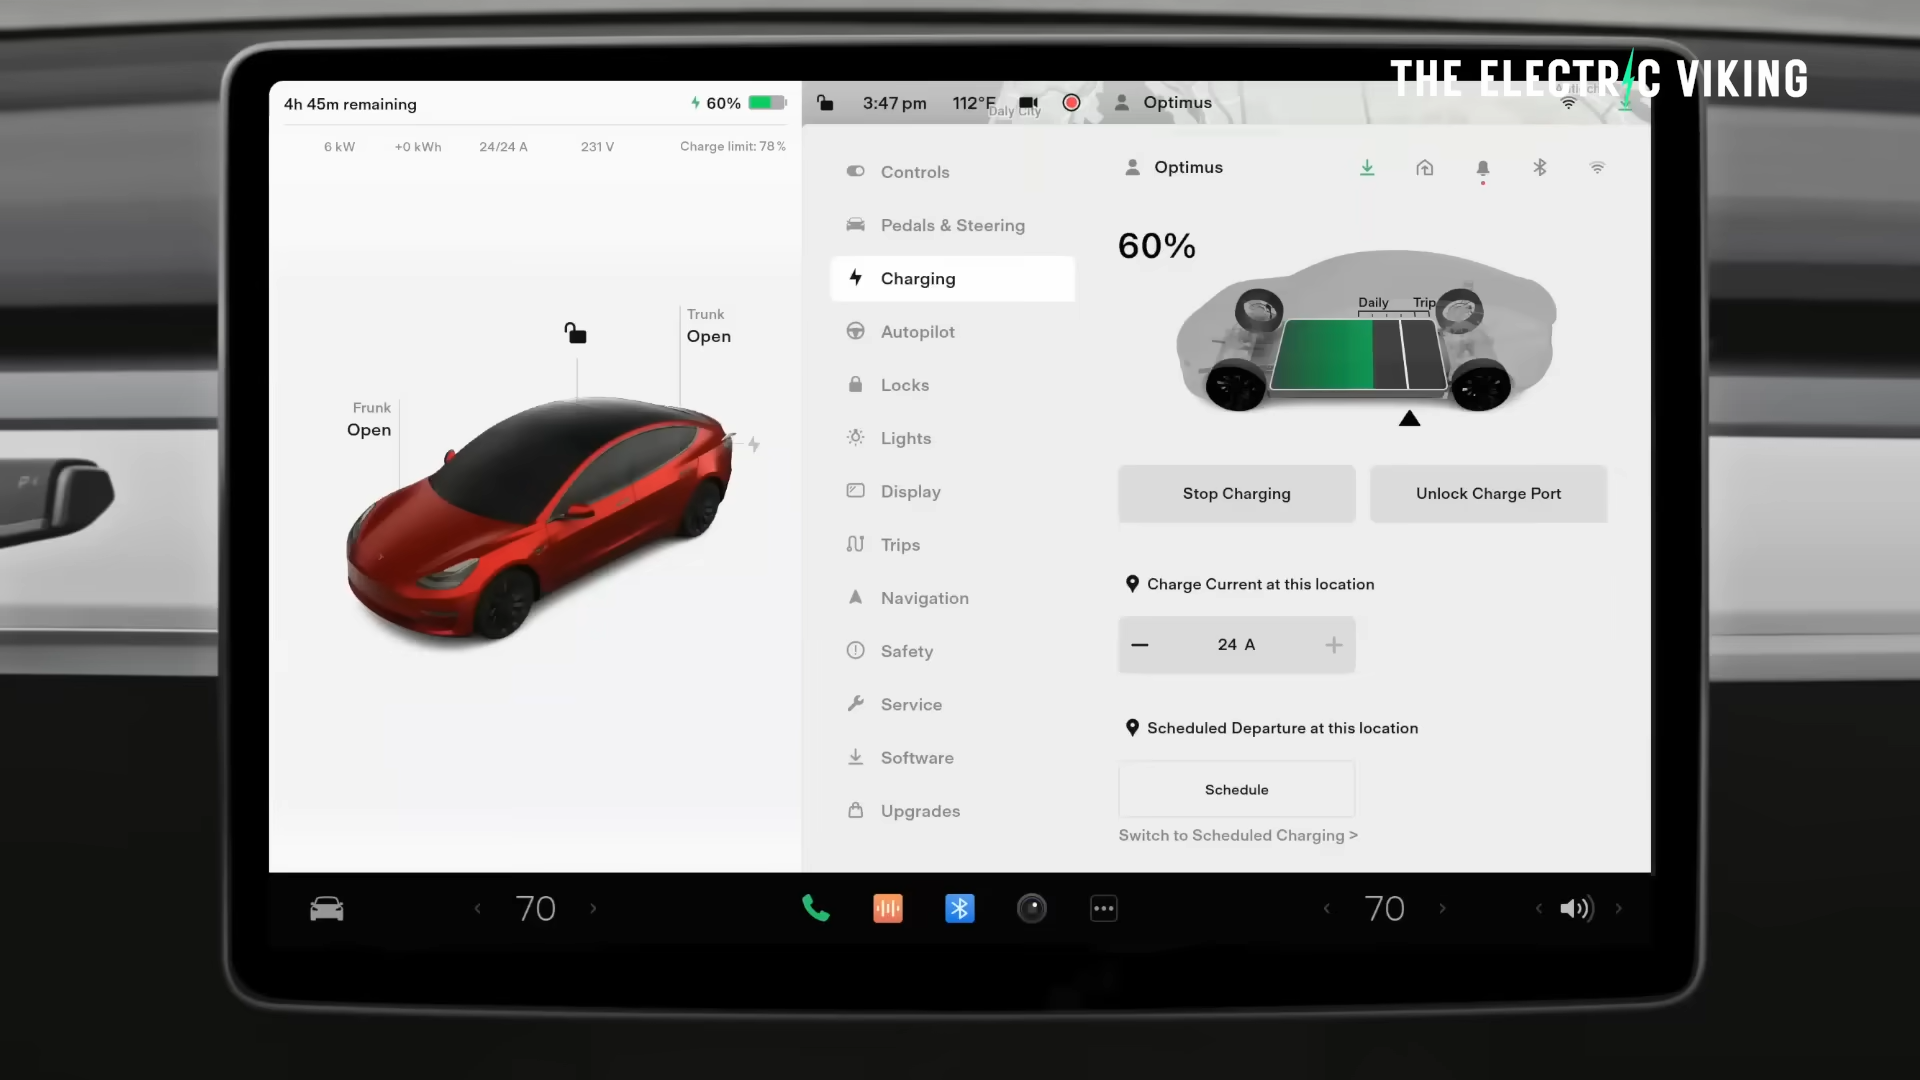 THE ELECTRIC VIKING
4h 45m remaining
60%
3:47 pm
112°F
Daly City
Optimus
6 kW
+0 kWh
24/24 A
231 V
Charge limit: 78%
Trunk
Open
Frunk
Open
Controls
Pedals & Steering
Charging
Autopilot
Locks
Lights
Display
Trips
Navigation
Safety
Service
Software
Upgrades
Optimus
60%
Daily
Trip
Stop Charging
Unlock Charge Port
Charge Current at this location
24 A
Scheduled Departure at this location
Schedule
Switch to Scheduled Charging >
70
70